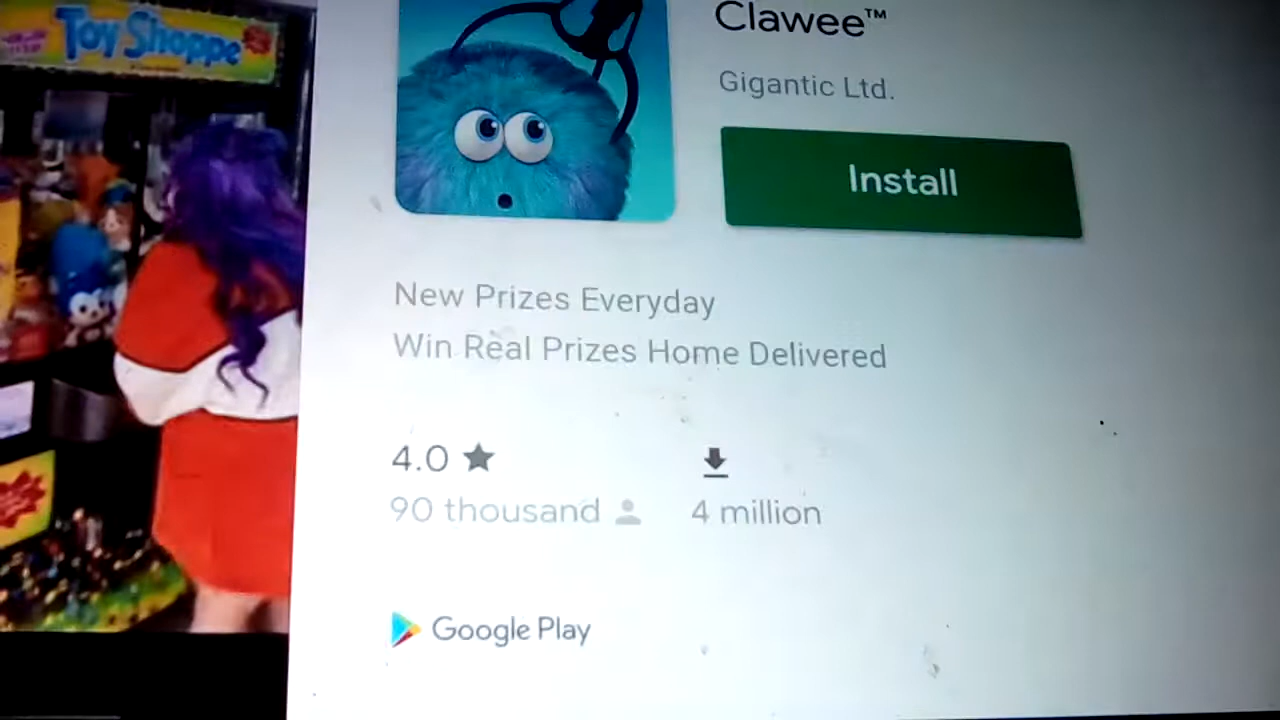 Toy Shoppe
Clawee™
Gigantic Ltd.
Install
New Prizes Everyday
Win Real Prizes Home Delivered
4.0 ★
90 thousand
4 million
Google Play